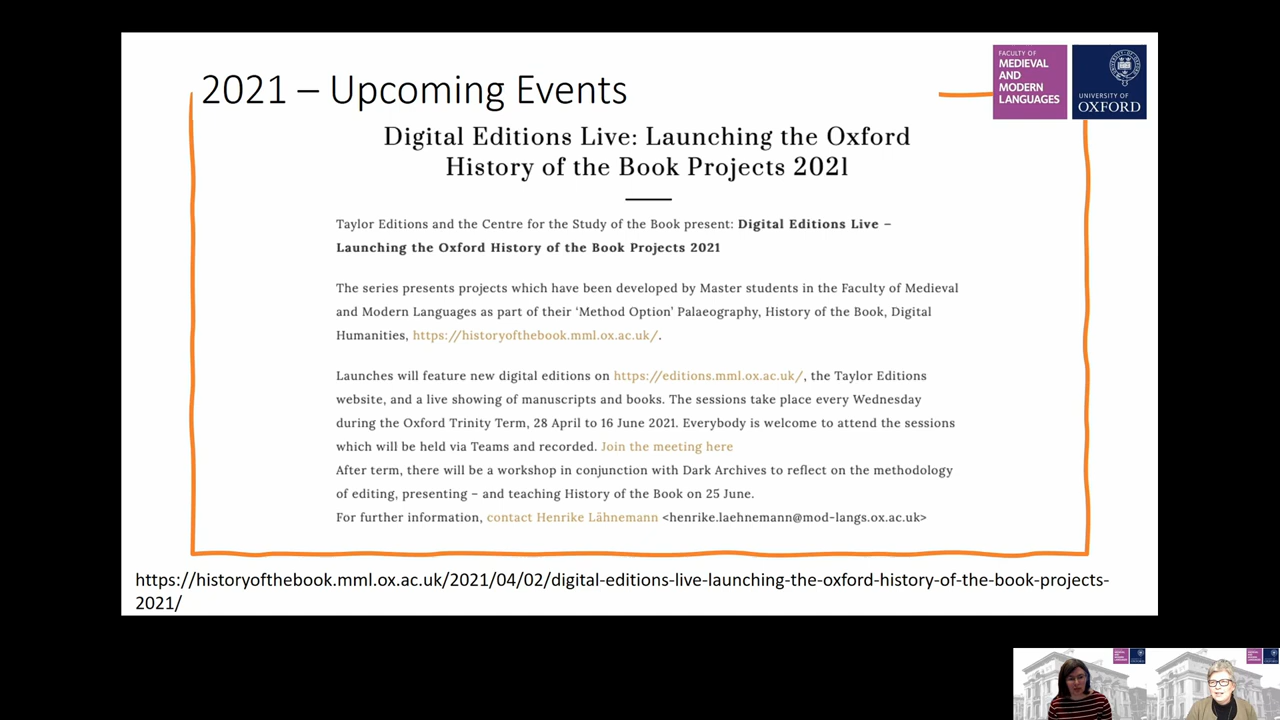 2021 – Upcoming Events
FACULTY OF
MEDIEVAL
AND
MODERN
LANGUAGES
UNIVERSITY OF
OXFORD
Digital Editions Live: Launching the Oxford
History of the Book Projects 2021
Taylor Editions and the Centre for the Study of the Book present: Digital Editions Live –
Launching the Oxford History of the Book Projects 2021
The series presents projects which have been developed by Master students in the Faculty of Medieval
and Modern Languages as part of their ‘Method Option’ Palaeography, History of the Book, Digital
Humanities, https://historyofthebook.mml.ox.ac.uk/.
Launches will feature new digital editions on https://editions.mml.ox.ac.uk/, the Taylor Editions
website, and a live showing of manuscripts and books. The sessions take place every Wednesday
during the Oxford Trinity Term, 28 April to 16 June 2021. Everybody is welcome to attend the sessions
which will be held via Teams and recorded. Join the meeting here
After term, there will be a workshop in conjunction with Dark Archives to reflect on the methodology
of editing, presenting – and teaching History of the Book on 25 June.
For further information, contact Henrike Lähnemann <henrike.laehnemann@mod-langs.ox.ac.uk>
https://historyofthebook.mml.ox.ac.uk/2021/04/02/digital-editions-live-launching-the-oxford-history-of-the-book-projects-
2021/